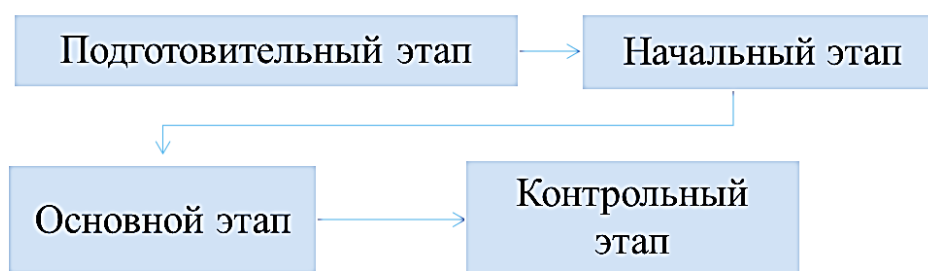 Подготовительный этап
Начальный этап
Основной этап
Контрольный
этап